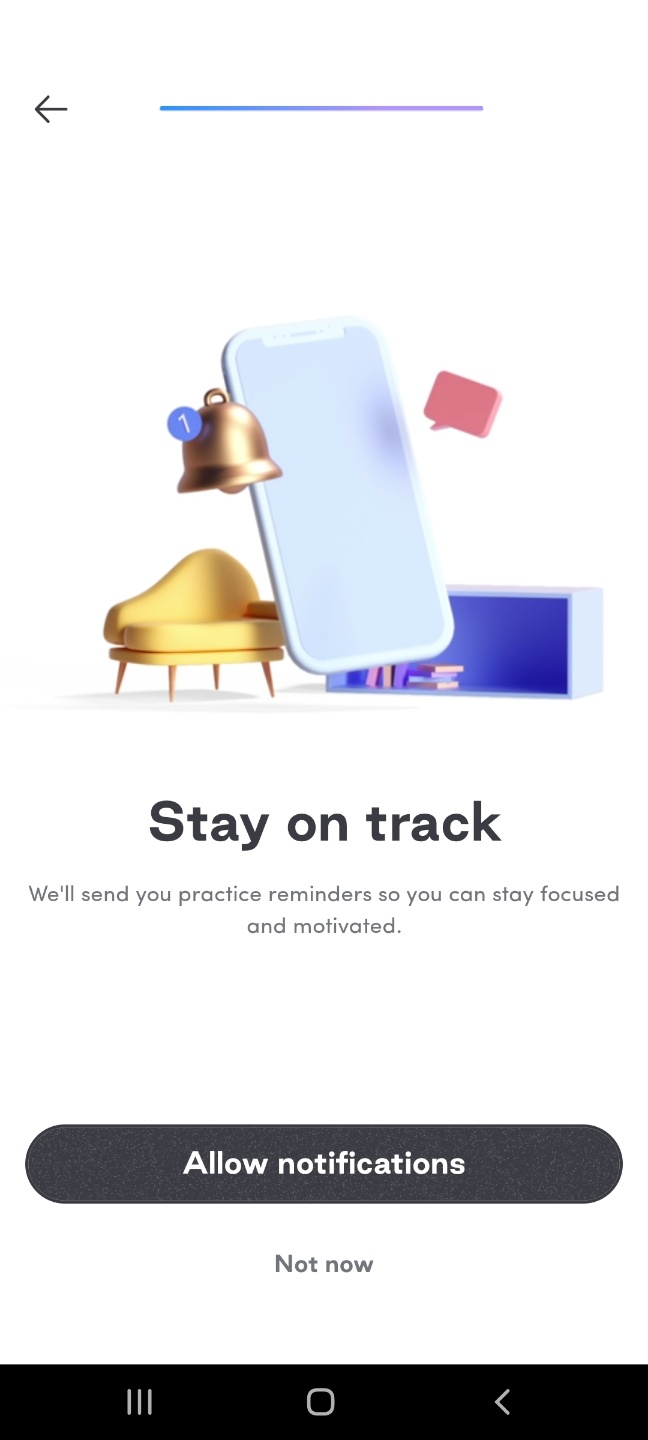 1
Stay on track
We'll send you practice reminders so you can stay focused
and motivated.
Allow notifications
Not now